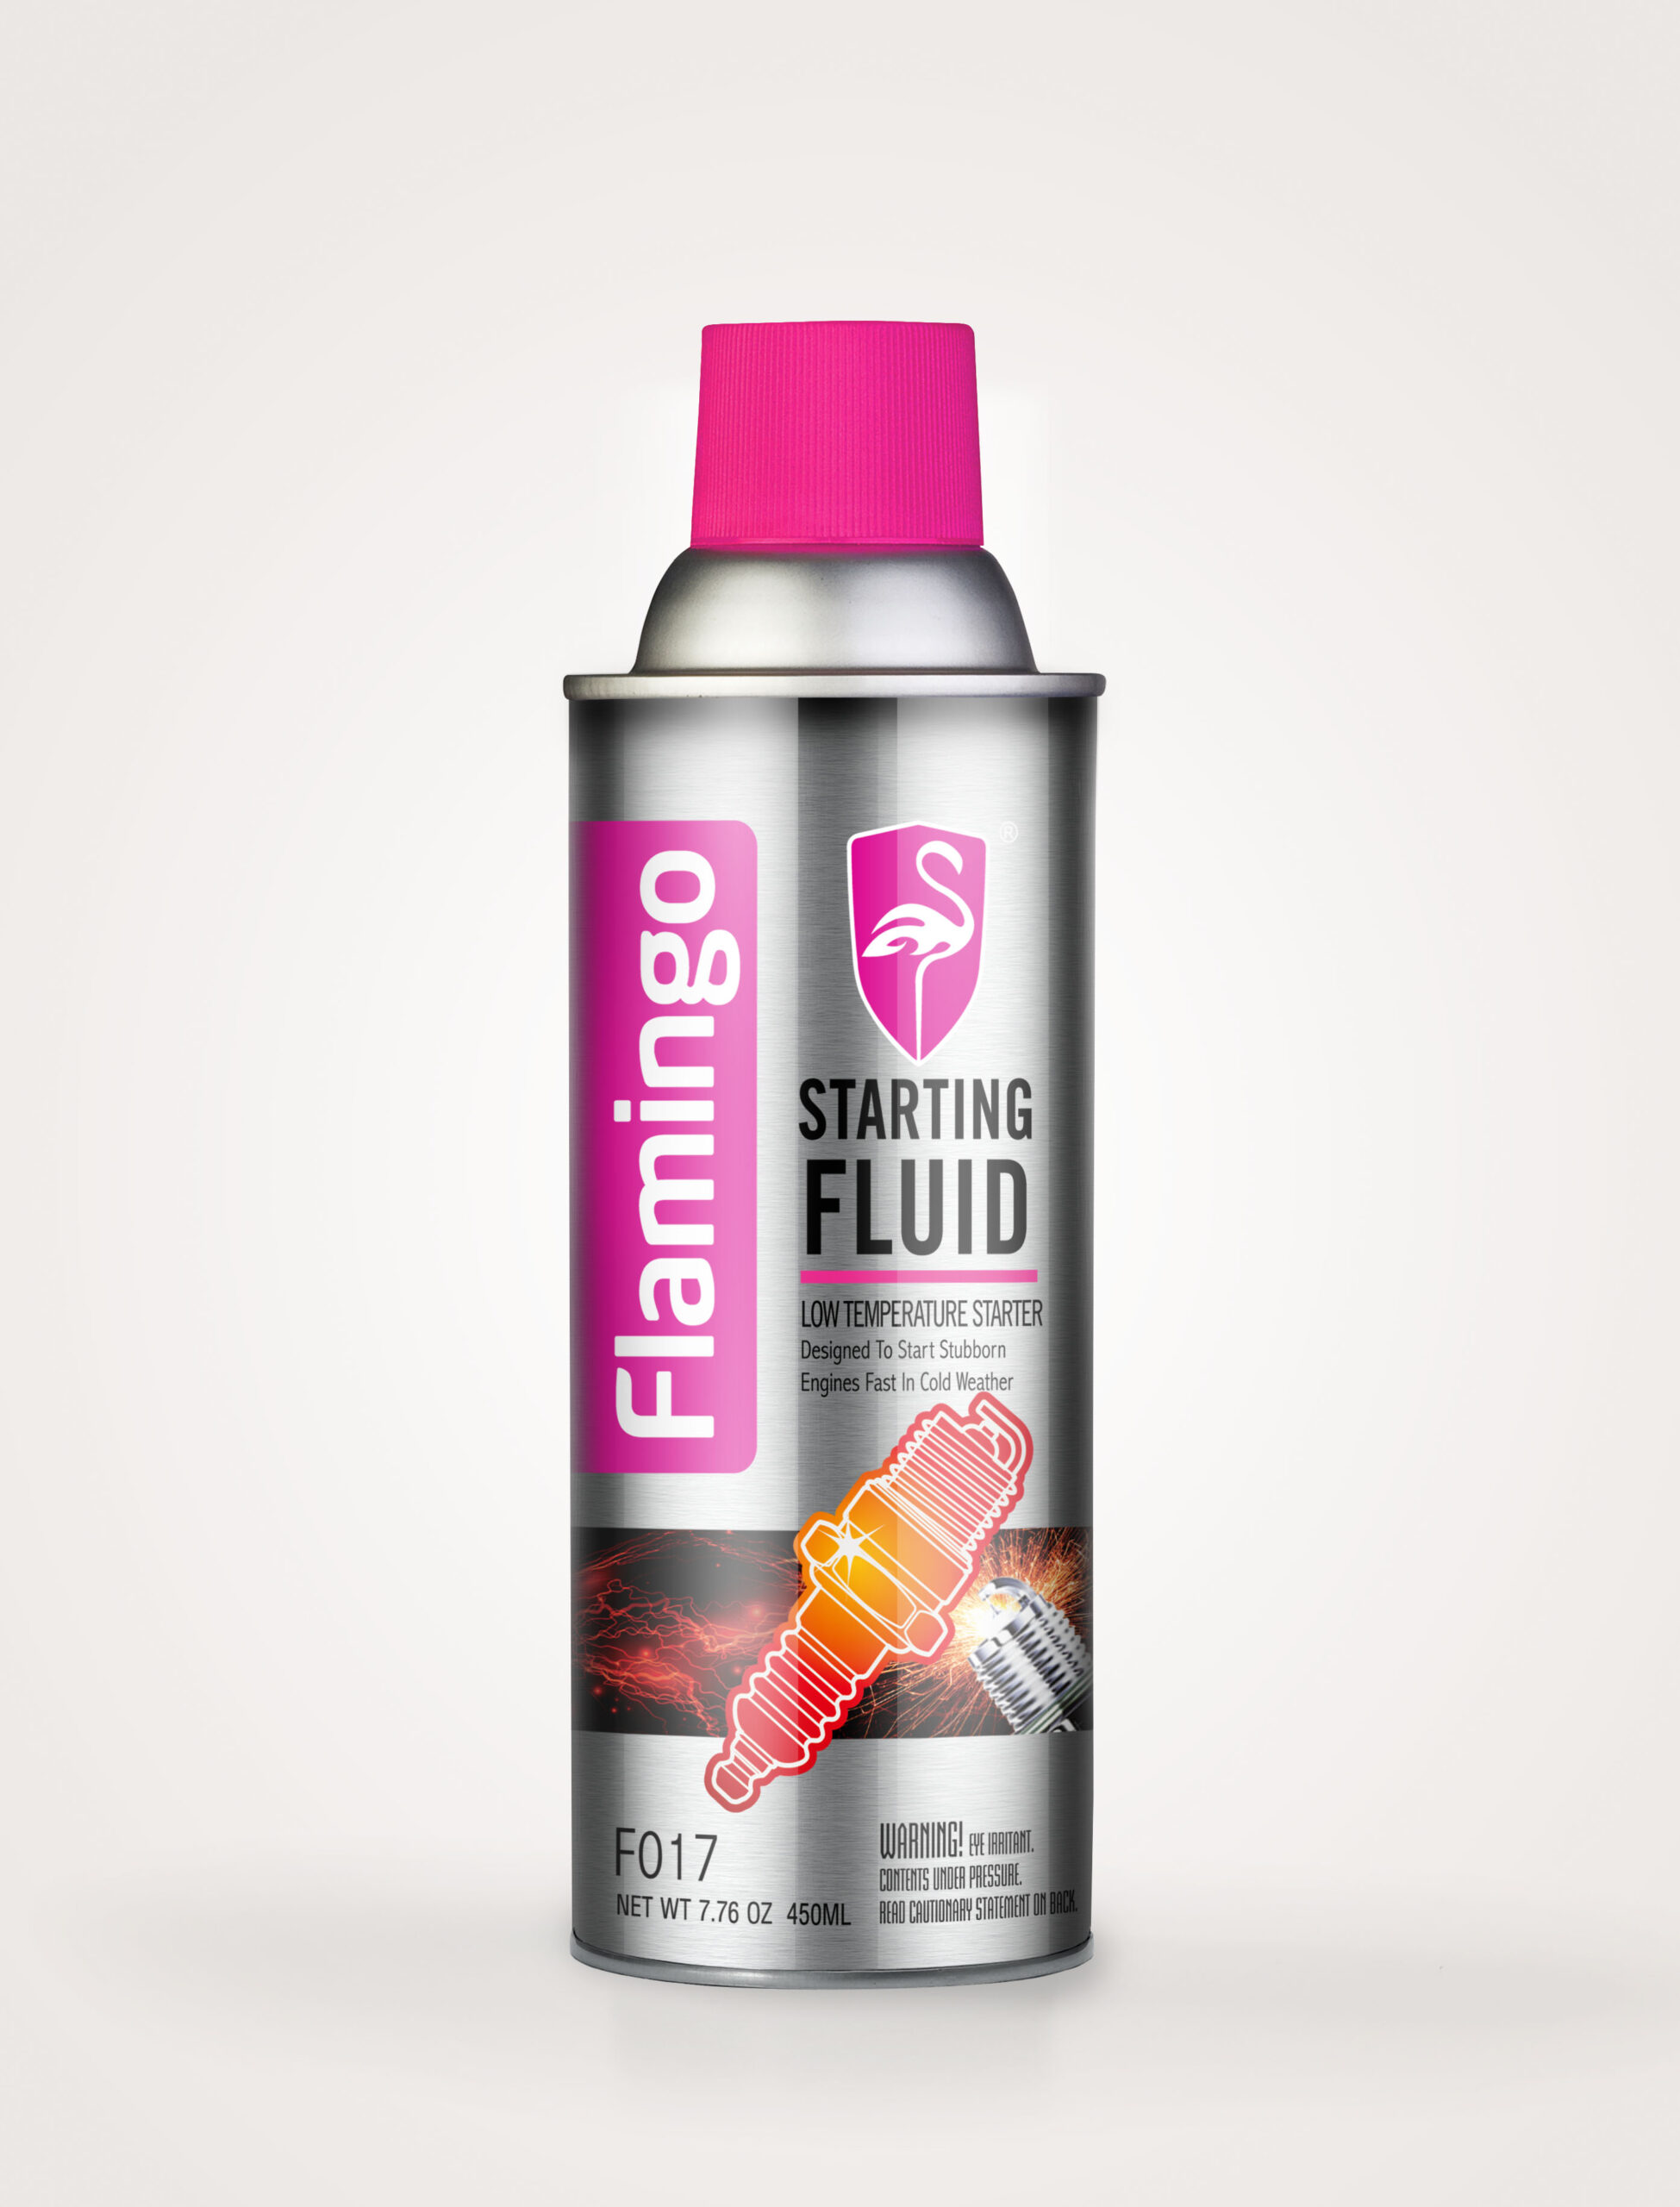 Flamingo
®
STARTING
FLUID
LOW TEMPERATURE STARTER
Designed To Start Stubborn
Engines Fast In Cold Weather
F017
NET WT 7.76 OZ 450ML
WARNING! EYE IRRITANT.
CONTENTS UNDER PRESSURE.
READ CAUTIONARY STATEMENT ON BACK.